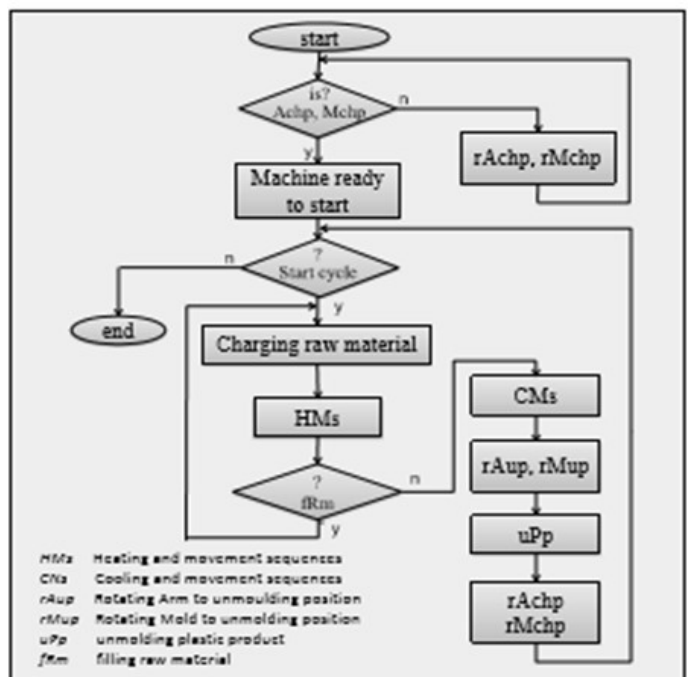 start
is?
Achp, Mchp
n
rAchp, rMchp
y
Machine ready
to start
?
Start cycle
n
end
y
Charging raw material
HMs
?
fRm
n
y
CMs
rAup, rMup
uPp
rAchp
rMchp
HMs Heating and movement sequences
CNs Cooling and movement sequences
rAup Rotating Arm to unmoulding position
rMup Rotating Mold to unmolding position
uPp unmolding plastic product
fRm filling raw material